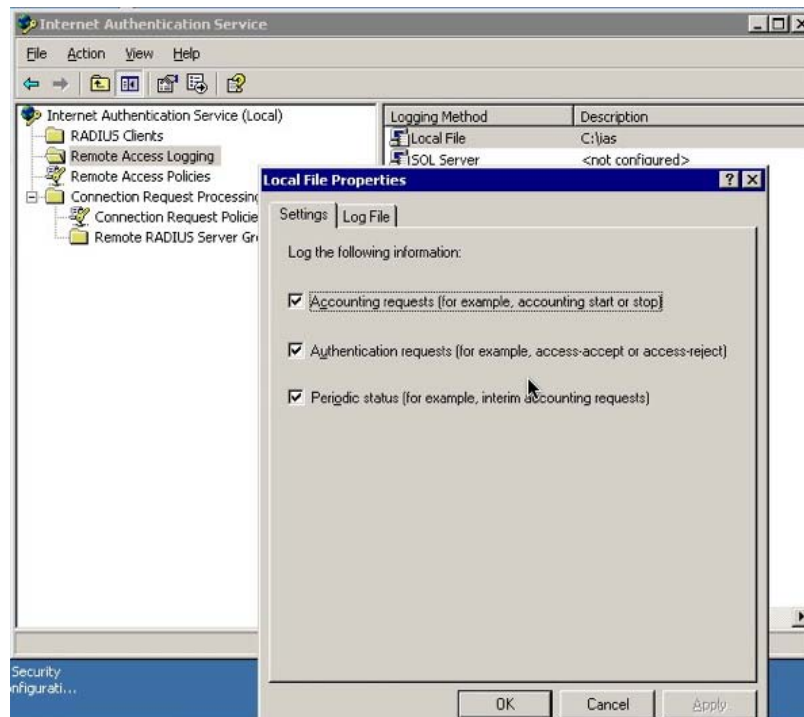 Internet Authentication Service
File Action View Help
Internet Authentication Service (Local)
RADIUS Clients
Remote Access Logging
Remote Access Policies
Connection Request Processing
Connection Request Policie
Remote RADIUS Server Gr
Logging Method Description
Local File C:\ias
SQL Server <not configured>
Local File Properties
Settings Log File
Log the following information:
Accounting requests (for example, accounting start or stop)
Authentication requests (for example, access-accept or access-reject)
Periodic status (for example, interim accounting requests)
OK Cancel Apply
Security
nfigurati...